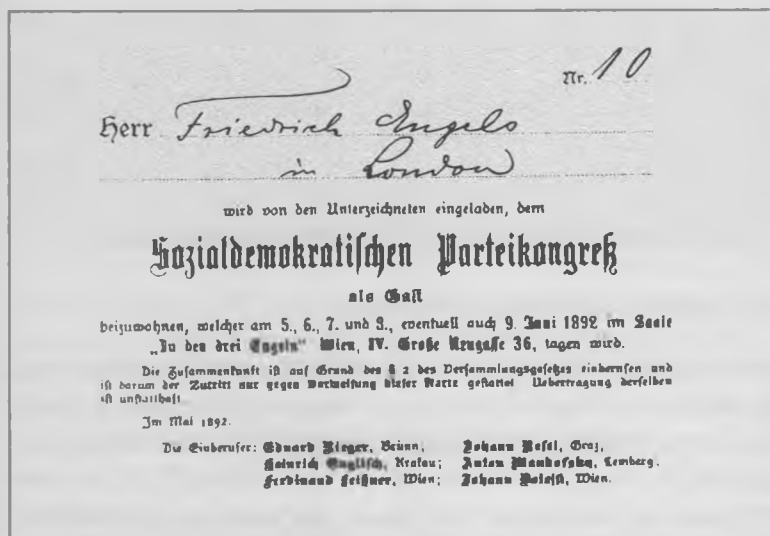 Nr. 10
Herr Friedrich Engels
in London
wird von den Unterzeichneten eingeladen, dem
Sozialdemokratischen Parteikongreß
als Gast
beizuwohnen, welcher am 5., 6., 7. und 8., eventuell auch 9. Juni 1892 im Saale
„Zu den drei Engeln“ Wien, IV. Große Neugasse 36, tagen wird.
Die Zusammenkunft ist auf Grund des § 2 des Versammlungsgesetzes einberufen und
ist darum der Zutritt nur gegen Vorweisung dieser Karte gestattet Uebertragung derselben
ist unstatthaft.
Im Mai 1892.
Die Einberufer: Eduard Rieger, Brünn; Johann Resel, Graz;
Heinrich Englisch, Krakau; Anton Mankofsky, Lemberg;
Ferdinand Leißner, Wien; Johann Wien.